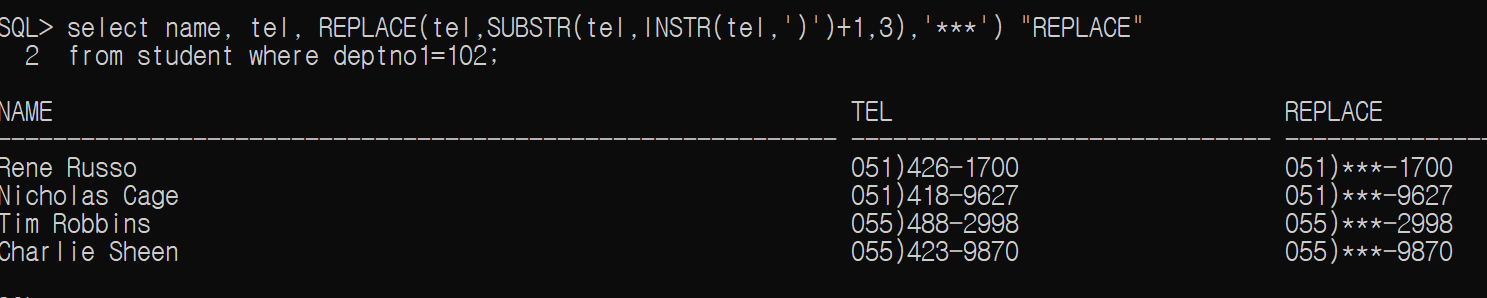 SQL> select name, tel, REPLACE(tel,SUBSTR(tel,INSTR(tel,')')+1,3),'***') "REPLACE"
  2  from student where deptno1=102;
NAME TEL REPLACE
------------------------------------------------------------ ------------------------------ ---------------
Rene Russo 051)426-1700 051)***-1700
Nicholas Cage 051)418-9627 051)***-9627
Tim Robbins 055)488-2998 055)***-2998
Charlie Sheen 055)423-9870 055)***-9870